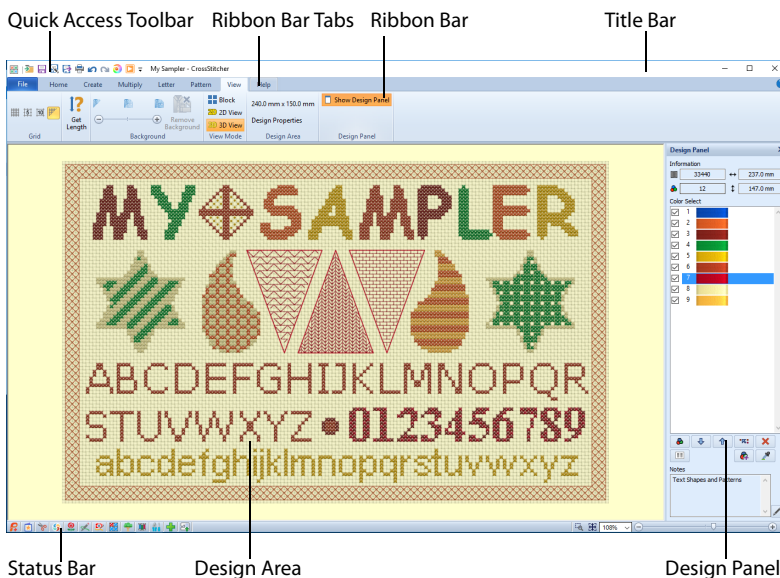 Quick Access Toolbar Ribbon Bar Tabs Ribbon Bar Title Bar
My Sampler - CrossStitcher
File Home Create Multiply Letter Pattern View Help
Get Length
Remove Background
Block
2D View
3D View
240.0 mm x 150.0 mm
Design Properties
Show Design Panel
Grid Background View Mode Design Area Design Panel
Design Panel
Information
33440 237.0 mm
12 147.0 mm
Color Select
1
2
3
4
5
6
7
8
9
MY SAMPLER
ABCDEFGHIJKLMNOPQR
STUVWXYZ 0123456789
abcdefghijklmnopqrstuvwxyz
Notes
Text Shapes and Patterns
108%
Status Bar Design Area Design Panel